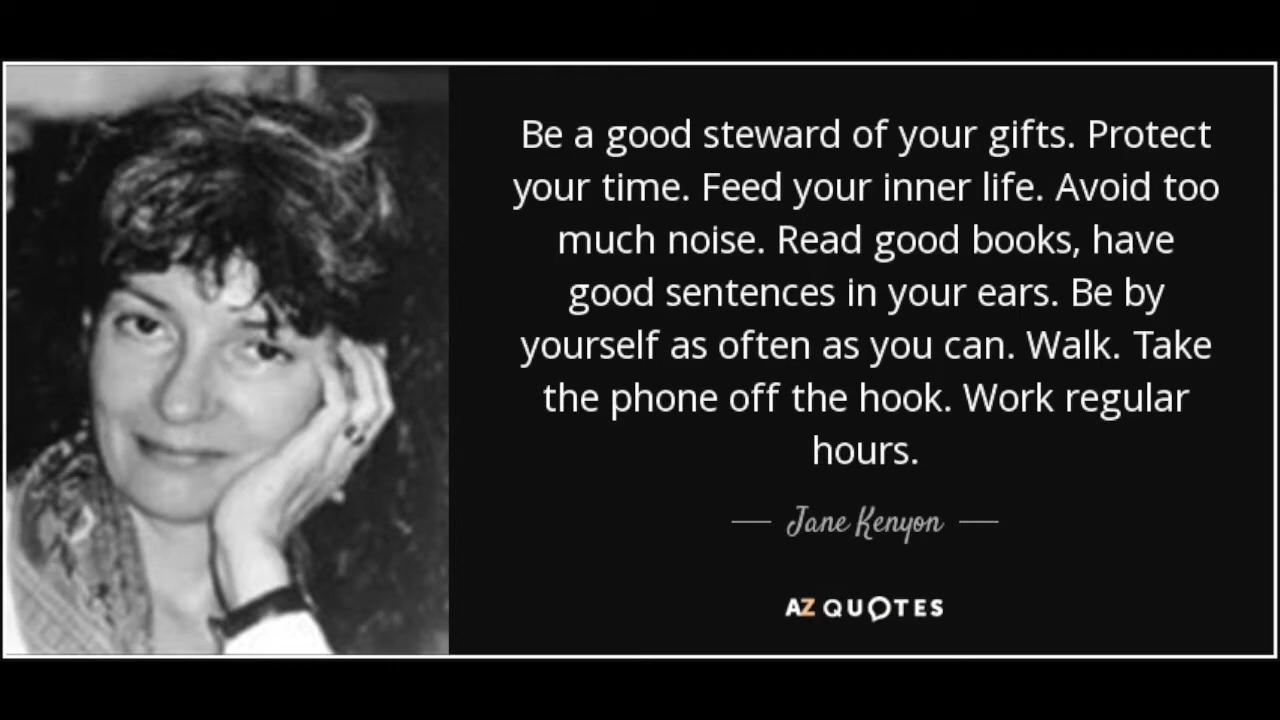 Be a good steward of your gifts. Protect
your time. Feed your inner life. Avoid too
much noise. Read good books, have
good sentences in your ears. Be by
yourself as often as you can. Walk. Take
the phone off the hook. Work regular
hours.
Jane Kenyon
AZ QUOTES